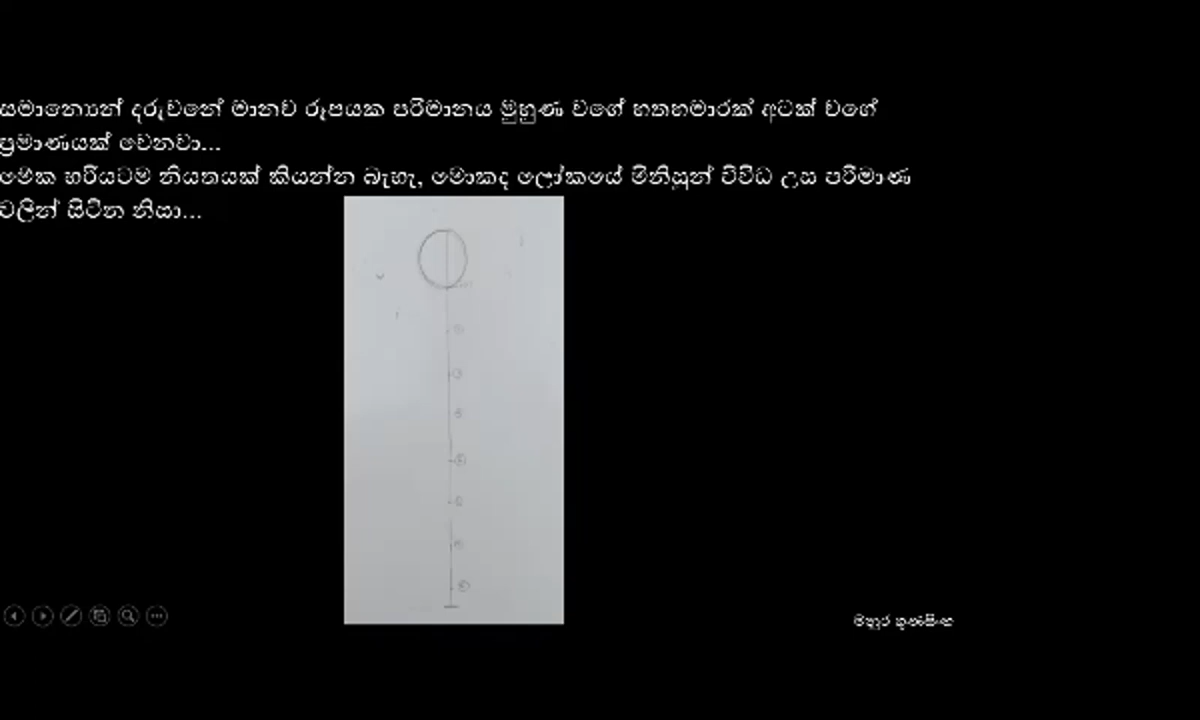 සමාන්‍යෙන් දරුවනේ මානව රූපයක පරිමානය මුහුණ වගේ හතහමාරක් අටක් වගේ
ප්‍රමාණයක් වෙනවා...
මේක හරියටම නියතයක් කියන්න බැහැ, මොකද ලෝකයේ මිනිසුන් විවිධ උස පරිමාණ
වලින් සිටින නිසා...